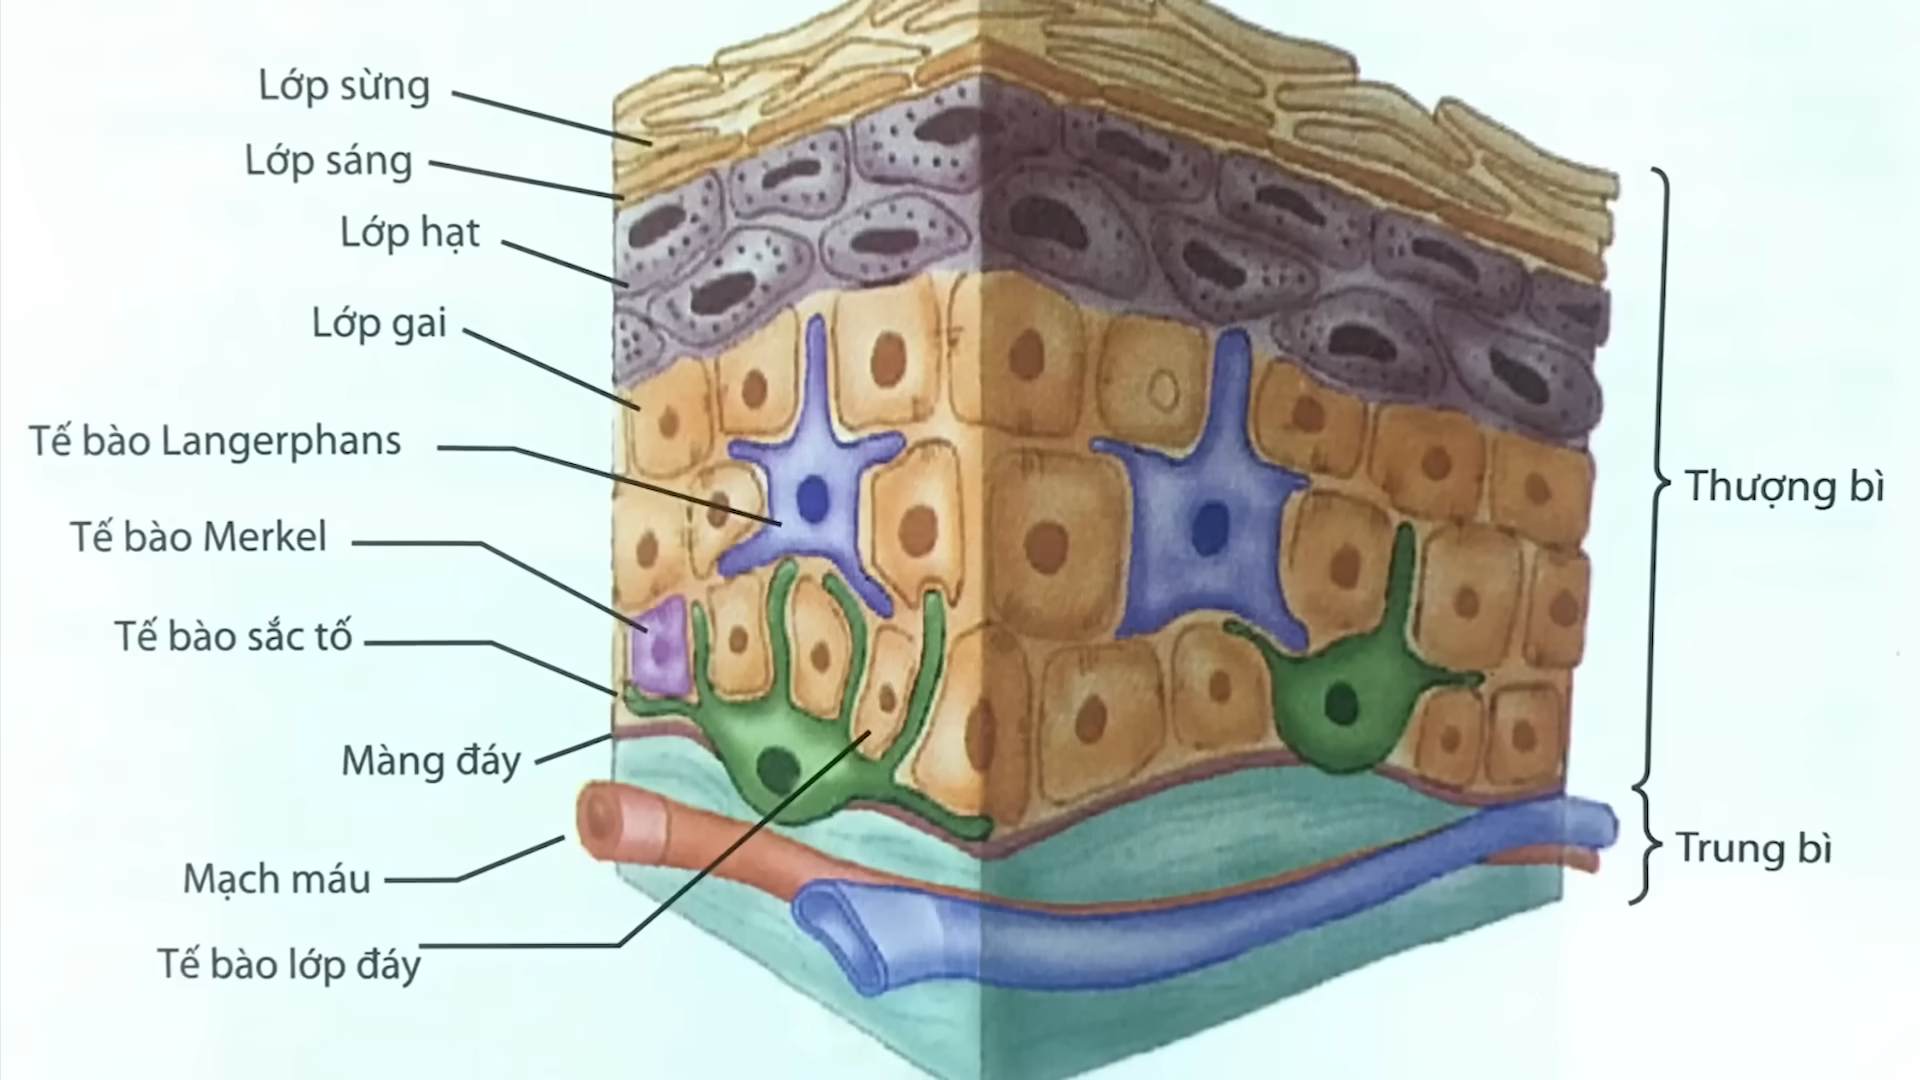 Lớp sừng
Lớp sáng
Lớp hạt
Lớp gai
Tế bào Langerphans
Tế bào Merkel
Tế bào sắc tố
Màng đáy
Mạch máu
Tế bào lớp đáy
Thượng bì
Trung bì